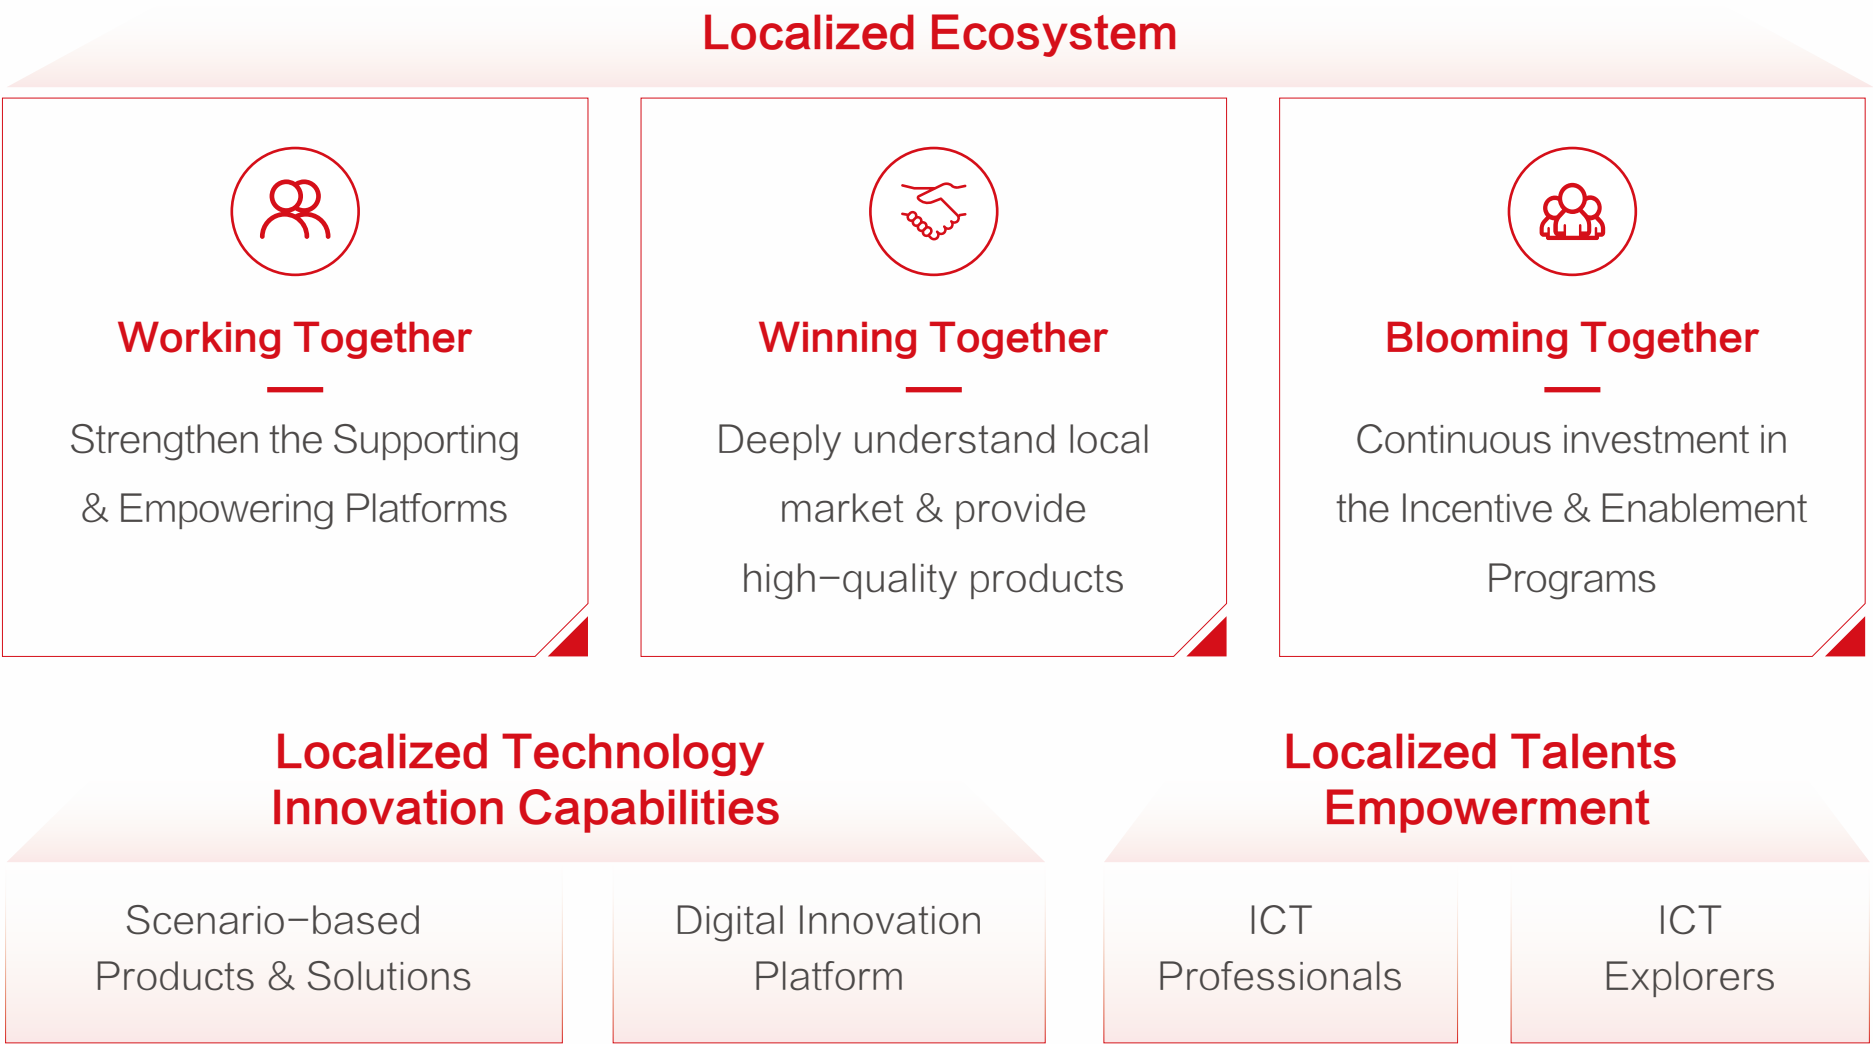 Localized Ecosystem
Working Together
Strengthen the Supporting
& Empowering Platforms
Winning Together
Deeply understand local
market & provide
high-quality products
Blooming Together
Continuous investment in
the Incentive & Enablement
Programs
Localized Technology
Innovation Capabilities
Scenario-based
Products & Solutions
Digital Innovation
Platform
Localized Talents
Empowerment
ICT
Professionals
ICT
Explorers